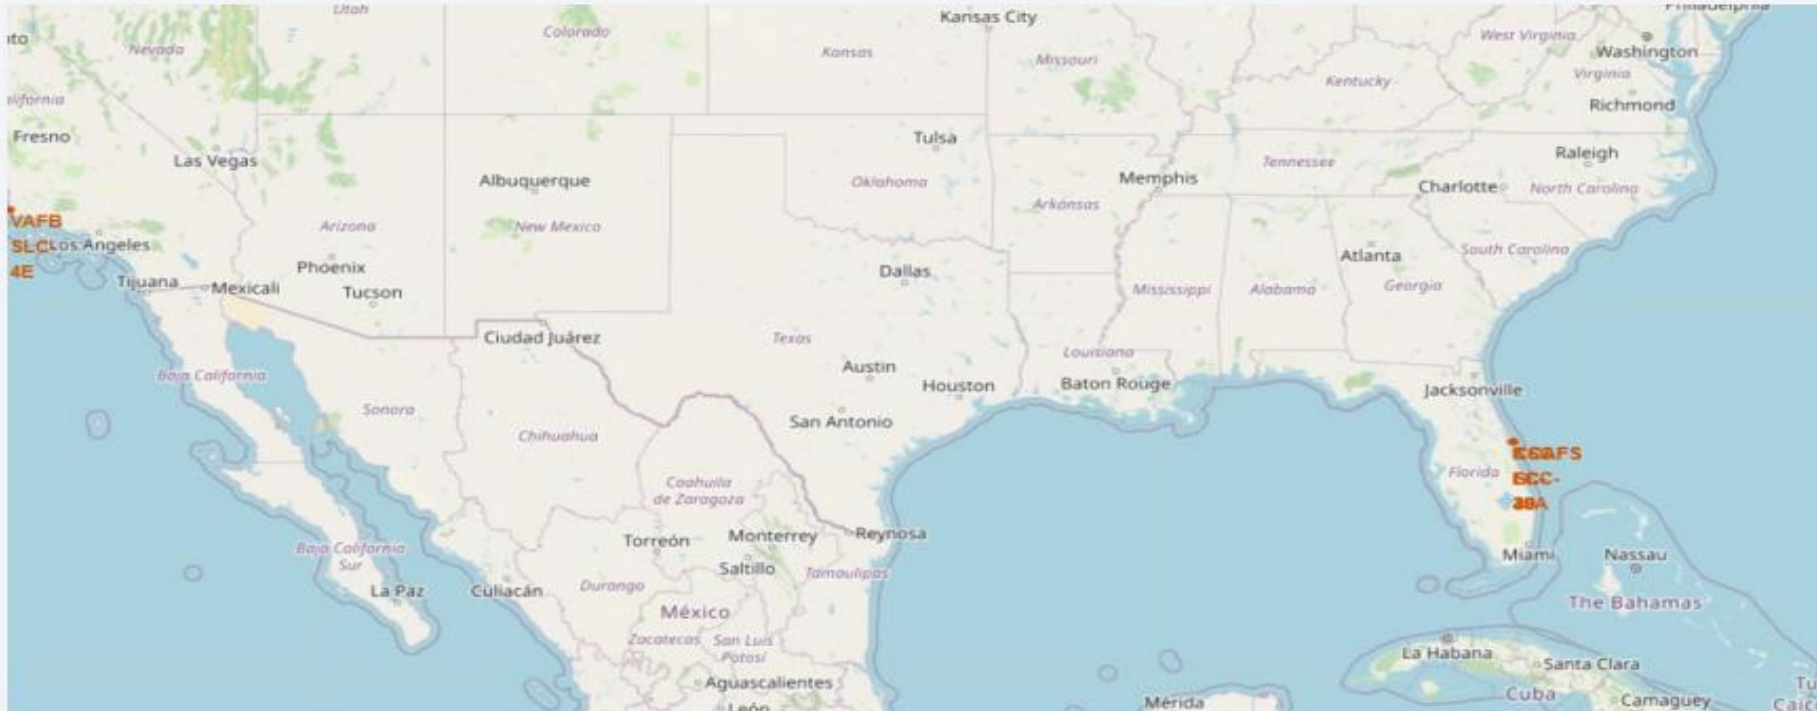 Utah
Kansas City
Philadelphia
Colorado
West Virginia
Nevada
Kansas
Missouri
Washington
Kentucky
Virginia
Richmond
Fresno
Tulsa
Las Vegas
Raleigh
Tennessee
Albuquerque
Oklahoma
Memphis
Charlotte
North Carolina
Arkansas
VAFB
SLC-
4E
Los Angeles
Arizona
New Mexico
Atlanta
South Carolina
Phoenix
Dallas
Tijuana
Mexicali
Tucson
Mississippi
Alabama
Georgia
Ciudad Juárez
Texas
Louisiana
Baja California
Austin
Houston
Baton Rouge
Jacksonville
Sonora
San Antonio
Chihuahua
Florida
Coahuila
de Zaragoza
Torreón
Monterrey
Reynosa
Baja California
Sur
Saltillo
Tamaulipas
Miami
Nassau
La Paz
Culiacán
Durango
México
The Bahamas
Zacatecas
San Luis
Potosí
La Habana
Santa Clara
Aguascalientes
León
Mérida
Cuba
Camagüey